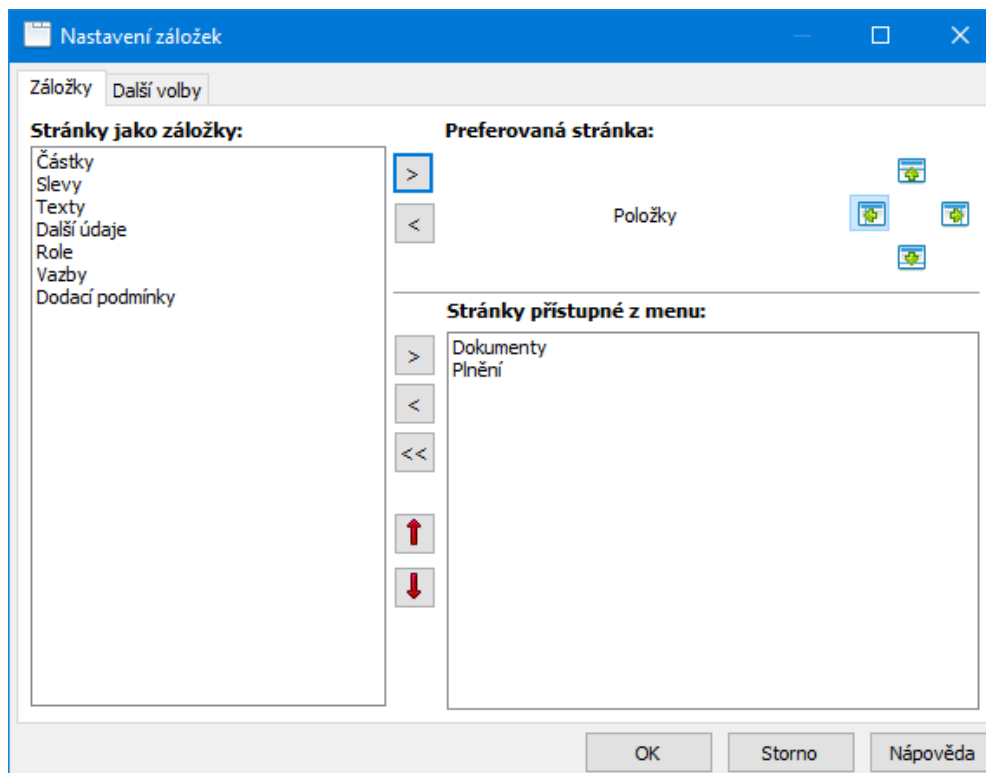 Nastavení záložek
Záložky
Další volby
Stránky jako záložky:
Částky
Slevy
Texty
Další údaje
Role
Vazby
Dodací podmínky
>
<
Preferovaná stránka:
Položky
>
<
<<
Stránky přístupné z menu:
Dokumenty
Plnění
OK
Storno
Nápověda